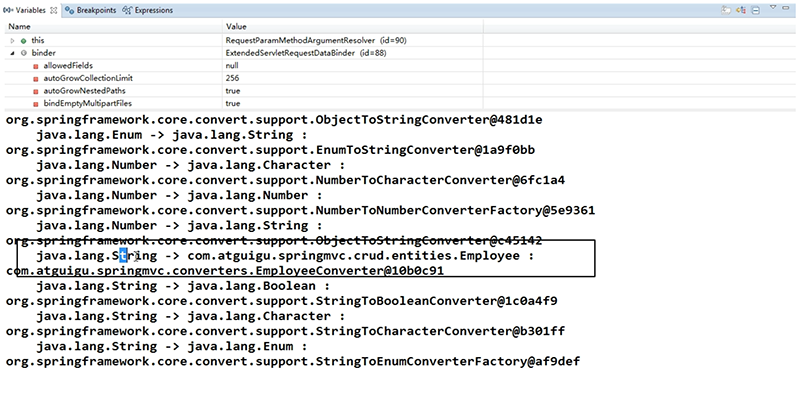 Variables Breakpoints Expressions
Name Value
this RequestParamMethodArgumentResolver (id=90)
binder ExtendedServletRequestDataBinder (id=88)
allowedFields null
autoGrowCollectionLimit 256
autoGrowNestedPaths true
bindEmptyMultipartFiles true
org.springframework.core.convert.support.ObjectToStringConverter@481d1e
java.lang.Enum -> java.lang.String :
org.springframework.core.convert.support.EnumToStringConverter@1a9f0bb
java.lang.Number -> java.lang.Character :
org.springframework.core.convert.support.NumberToCharacterConverter@6fc1a4
java.lang.Number -> java.lang.Number :
org.springframework.core.convert.support.NumberToNumberConverterFactory@5e9361
java.lang.Number -> java.lang.String :
org.springframework.core.convert.support.ObjectToStringConverter@c45142
java.lang.String -> com.atguigu.springmvc.crud.entities.Employee :
com.atguigu.springmvc.converters.EmployeeConverter@10b0c91
java.lang.String -> java.lang.Boolean :
org.springframework.core.convert.support.StringToBooleanConverter@1c0a4f9
java.lang.String -> java.lang.Character :
org.springframework.core.convert.support.StringToCharacterConverter@b301ff
java.lang.String -> java.lang.Enum :
org.springframework.core.convert.support.StringToEnumConverterFactory@af9def